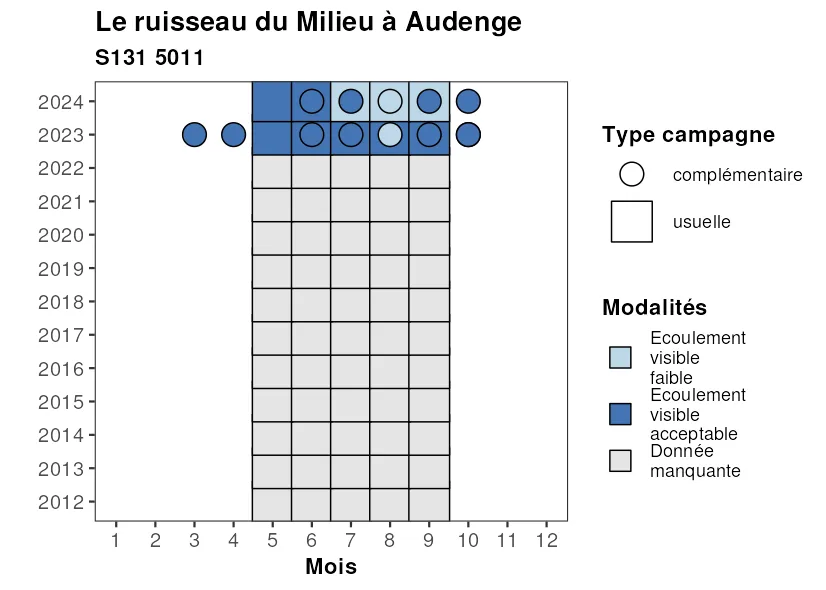 Le ruisseau du Milieu à Audenge
S131 5011
2024
2023
2022
2021
2020
2019
2018
2017
2016
2015
2014
2013
2012
1 2 3 4 5 6 7 8 9 10 11 12
Mois
Type campagne
complémentaire
usuelle
Modalités
Ecoulement
visible
faible
Ecoulement
visible
acceptable
Donnée
manquante